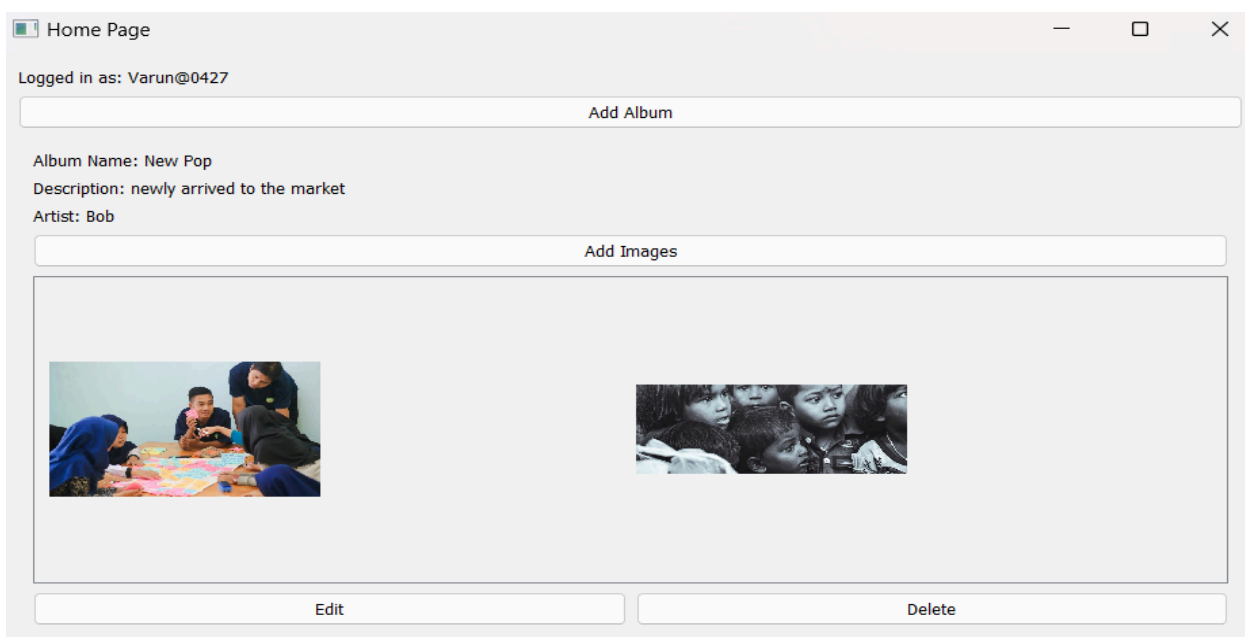 Home Page
Logged in as: Varun@0427
Add Album
Album Name: New Pop
Description: newly arrived to the market
Artist: Bob
Add Images
Edit
Delete